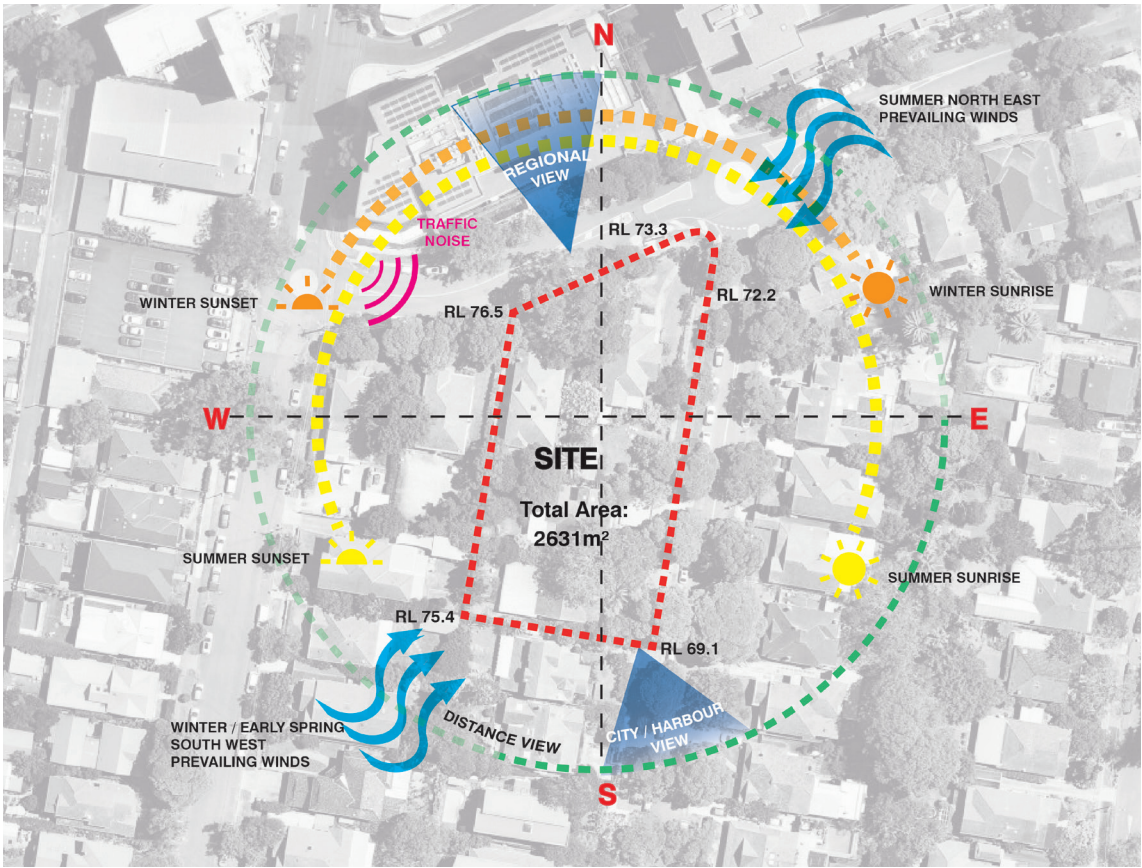 N
SUMMER NORTH EAST
PREVAILING WINDS
REGIONAL
VIEW
TRAFFIC
NOISE
RL 73.3
WINTER SUNSET
RL 76.5
RL 72.2
WINTER SUNRISE
W
E
SITE
Total Area:
2631m²
SUMMER SUNSET
SUMMER SUNRISE
RL 75.4
RL 69.1
WINTER / EARLY SPRING
SOUTH WEST
PREVAILING WINDS
DISTANCE VIEW
CITY / HARBOUR
VIEW
S